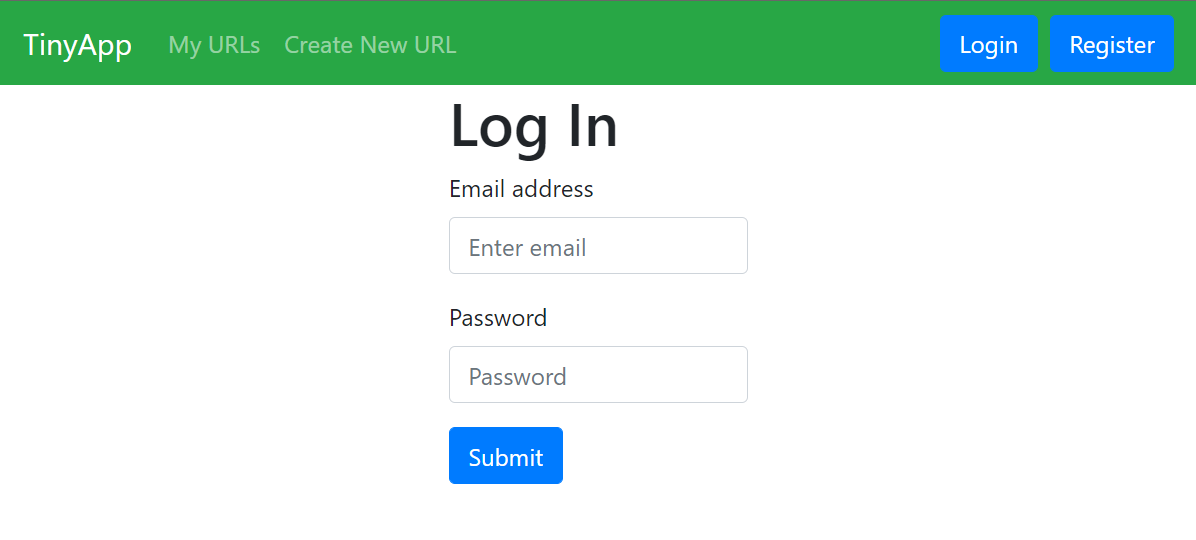 TinyApp My URLs Create New URL Login Register
Log In
Email address
Enter email
Password
Password
Submit